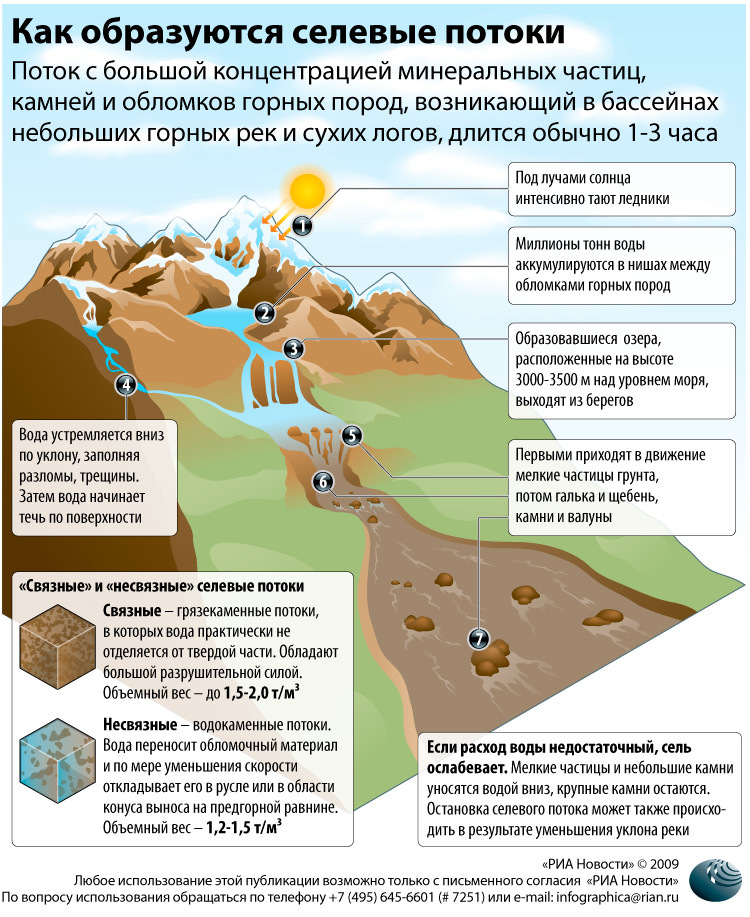 Как образуются селевые потоки
Поток с большой концентрацией минеральных частиц,
камней и обломков горных пород, возникающий в бассейнах
небольших горных рек и сухих логов, длится обычно 1-3 часа
Под лучами солнца
интенсивно тают ледники
1
Миллионы тонн воды
аккумулируются в нишах между
обломками горных пород
2
Образовавшиеся озера,
расположенные на высоте
3000-3500 м над уровнем моря,
выходят из берегов
3
4
Вода устремляется вниз
по уклону, заполняя
разломы, трещины.
Затем вода начинает
течь по поверхности
5
6
Первыми приходят в движение
мелкие частицы грунта,
потом галька и щебень,
камни и валуны
7
«Связные» и «несвязные» селевые потоки
Связные – грязекаменные потоки,
в которых вода практически не
отделяется от твердой части. Обладают
большой разрушительной силой.
Объемный вес – до 1,5-2,0 т/м³
Несвязные – водокаменные потоки.
Вода переносит обломочный материал
и по мере уменьшения скорости
откладывает его в русле или в области
конуса выноса на предгорной равнине.
Объемный вес – 1,2-1,5 т/м³
Если расход воды недостаточный, сель
ослабевает. Мелкие частицы и небольшие камни
уносятся водой вниз, крупные камни остаются.
Остановка селевого потока может также происхо-
дить в результате уменьшения уклона реки
«РИА Новости» © 2009
Любое использование этой публикации возможно только с письменного согласия «РИА Новости»
По вопросу использования обращаться по телефону +7 (495) 645-6601 (# 7251) или e-mail: infographica@rian.ru